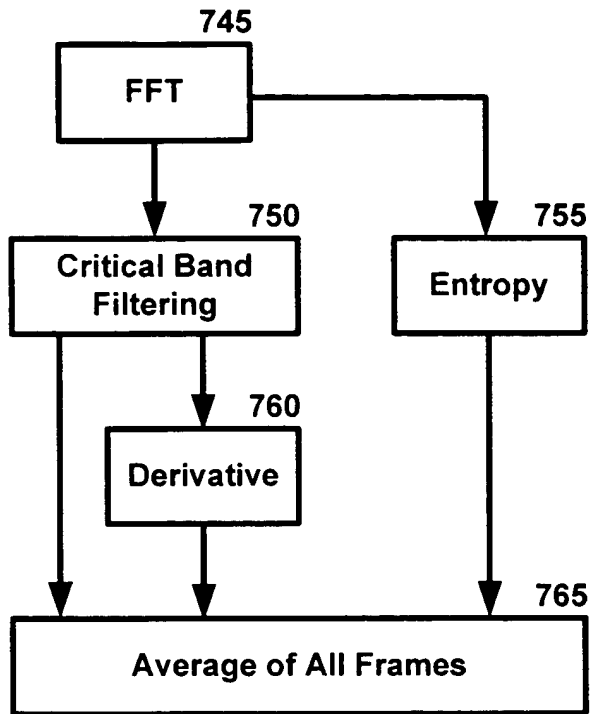 745
FFT
750
755
Critical Band
Filtering
Entropy
760
Derivative
765
Average of All Frames